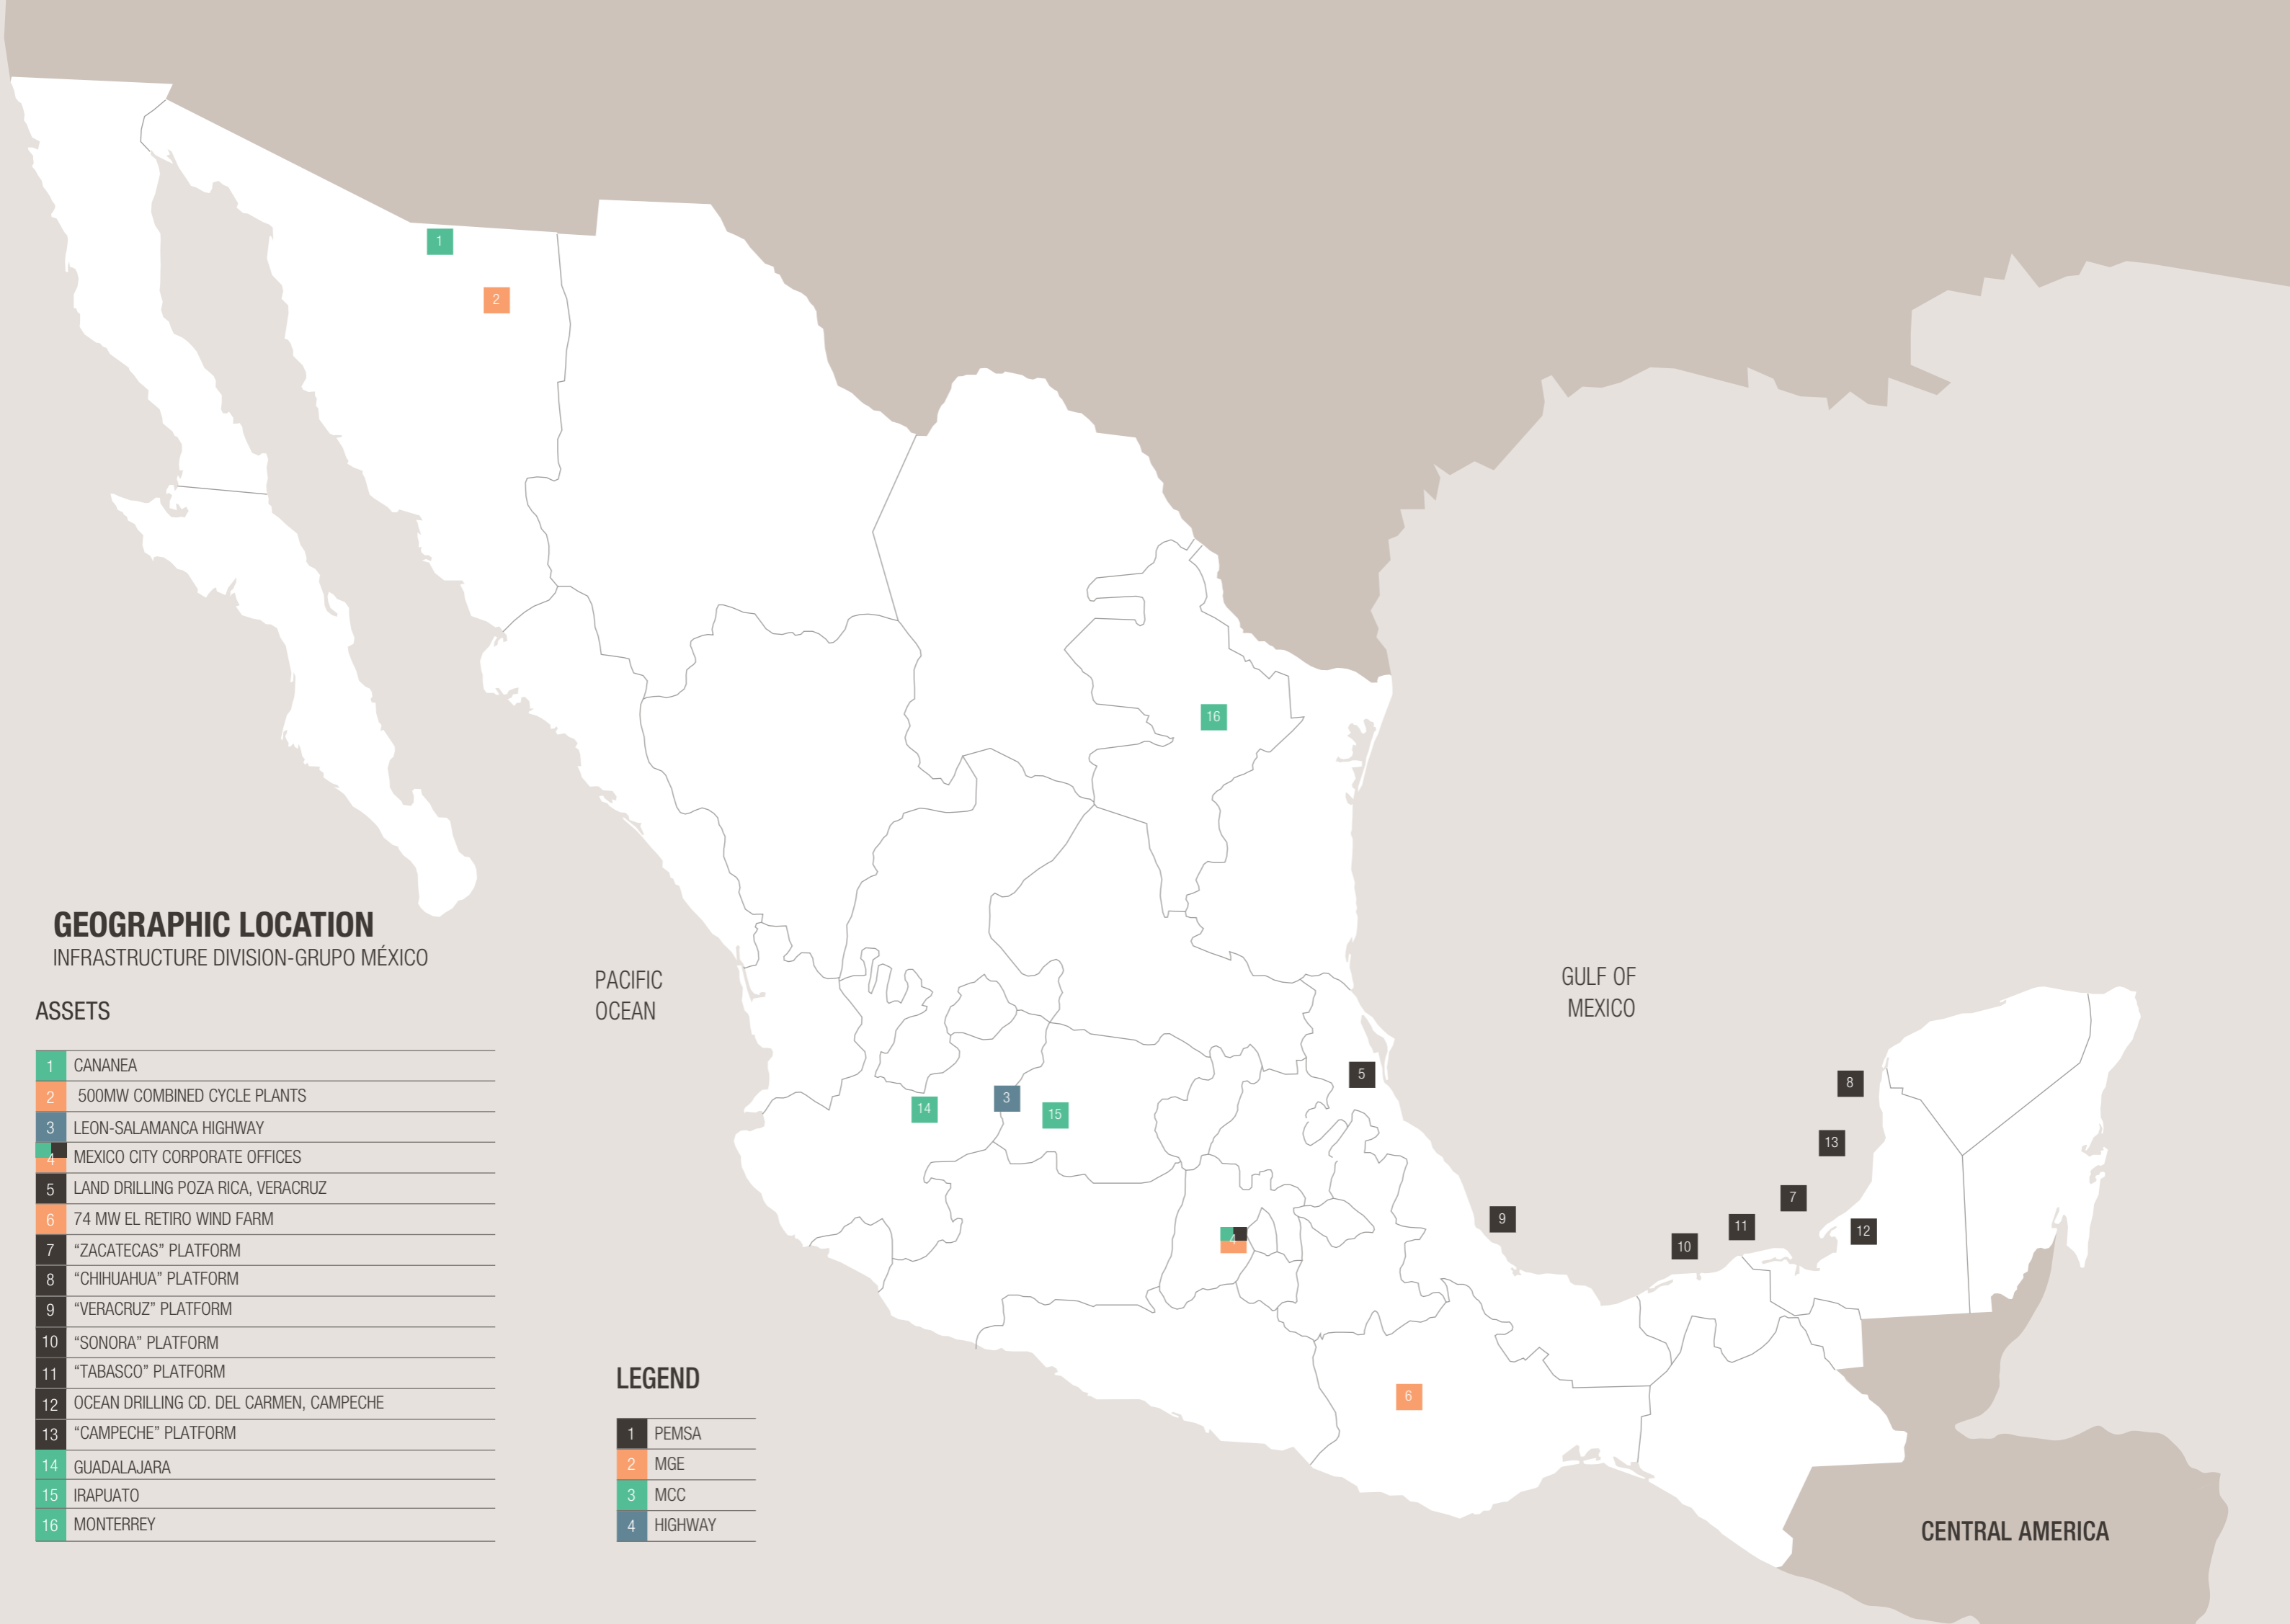 1
2
16
GEOGRAPHIC LOCATION
INFRASTRUCTURE DIVISION-GRUPO MÉXICO
PACIFIC
OCEAN
GULF OF
MEXICO
ASSETS
1 CANANEA
2 500MW COMBINED CYCLE PLANTS
3 LEON-SALAMANCA HIGHWAY
4 MEXICO CITY CORPORATE OFFICES
5 LAND DRILLING POZA RICA, VERACRUZ
6 74 MW EL RETIRO WIND FARM
7 “ZACATECAS” PLATFORM
8 “CHIHUAHUA” PLATFORM
9 “VERACRUZ” PLATFORM
10 “SONORA” PLATFORM
11 “TABASCO” PLATFORM
12 OCEAN DRILLING CD. DEL CARMEN, CAMPECHE
13 “CAMPECHE” PLATFORM
14 GUADALAJARA
15 IRAPUATO
16 MONTERREY
5
8
3
14
15
13
7
9
11
12
4
10
6
LEGEND
1 PEMSA
2 MGE
3 MCC
4 HIGHWAY
CENTRAL AMERICA